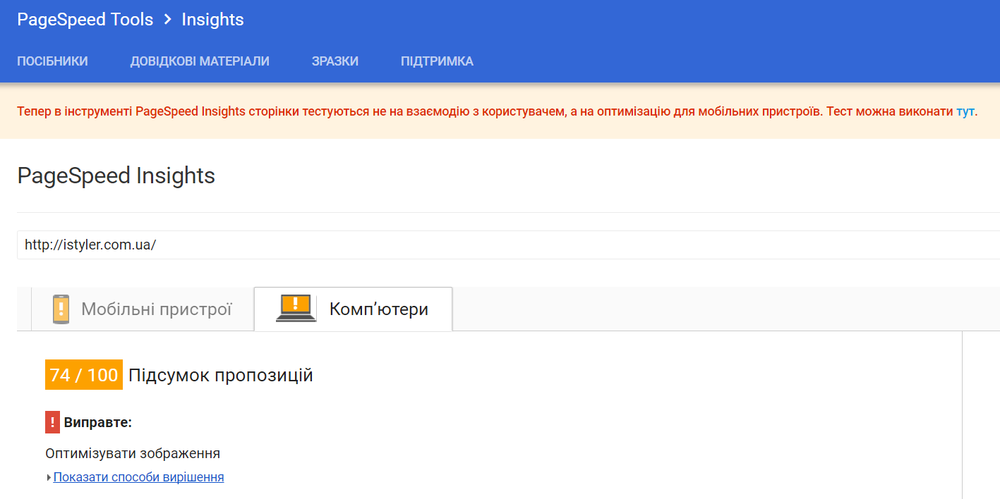 PageSpeed Tools > Insights
ПОСІБНИКИ ДОВІДКОВІ МАТЕРІАЛИ ЗРАЗКИ ПІДТРИМКА
Тепер в інструменті PageSpeed Insights сторінки тестуються не на взаємодію з користувачем, а на оптимізацію для мобільних пристроїв. Тест можна виконати тут.
PageSpeed Insights
http://istyler.com.ua/
Мобільні пристрої Комп’ютери
74 / 100 Підсумок пропозицій
! Виправте:
Оптимізувати зображення
Показати способи вирішення